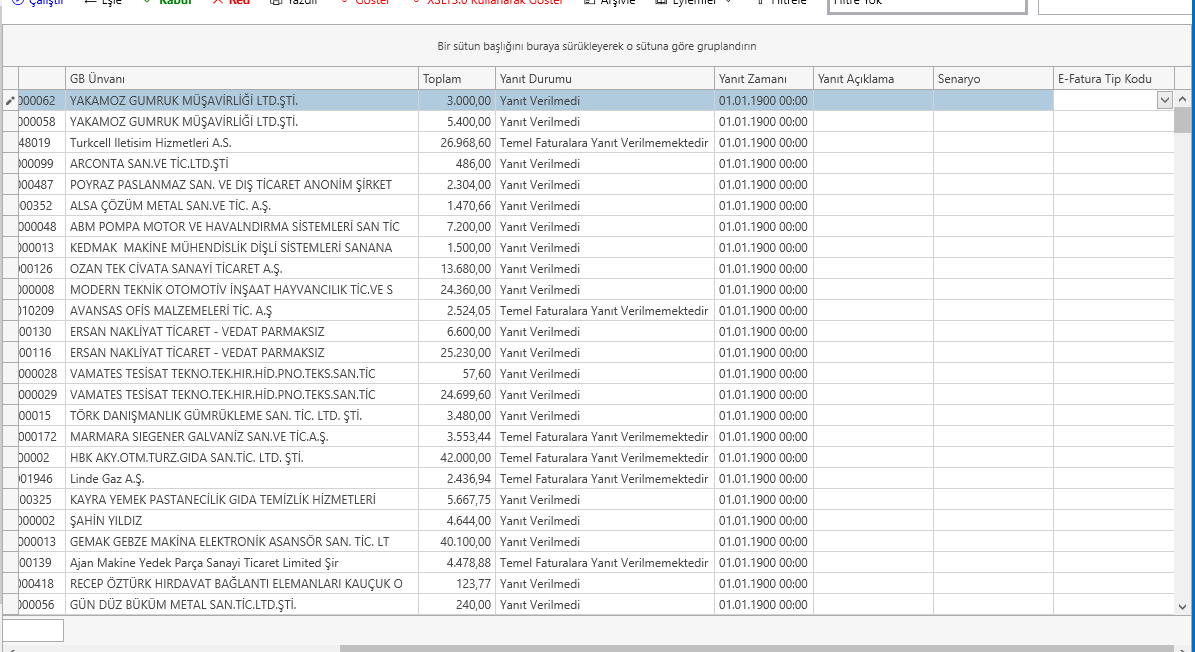 Çalıştır Eşle Kabul Red Yazdır Göster XSLT3.0 Kullanarak Göster Arşivle Eylemler Filtrele Filtre Yok
Bir sütun başlığını buraya sürükleyerek o sütuna göre gruplandırın
GB Ünvanı Toplam Yanıt Durumu Yanıt Zamanı Yanıt Açıklama Senaryo E-Fatura Tip Kodu
000062 YAKAMOZ GUMRUK MÜŞAVİRLİĞİ LTD.ŞTİ. 3.000,00 Yanıt Verilmedi 01.01.1900 00:00
000058 YAKAMOZ GUMRUK MÜŞAVİRLİĞİ LTD.ŞTİ. 5.400,00 Yanıt Verilmedi 01.01.1900 00:00
48019 Turkcell Iletisim Hizmetleri A.S. 26.968,60 Temel Faturalara Yanıt Verilmemektedir 01.01.1900 00:00
000099 ARCONTA SAN.VE TİC.LTD.ŞTİ 486,00 Yanıt Verilmedi 01.01.1900 00:00
000487 POYRAZ PASLANMAZ SAN. VE DIŞ TİCARET ANONİM ŞİRKET 2.304,00 Yanıt Verilmedi 01.01.1900 00:00
00352 ALSA ÇÖZÜM METAL SAN.VE TİC. A.Ş. 1.470,66 Yanıt Verilmedi 01.01.1900 00:00
000048 ABM POMPA MOTOR VE HAVALNDIRMA SİSTEMLERİ SAN TİC 7.200,00 Yanıt Verilmedi 01.01.1900 00:00
000013 KEDMAK MAKİNE MÜHENDİSLİK DİŞLİ SİSTEMLERİ SANANA 1.500,00 Yanıt Verilmedi 01.01.1900 00:00
000126 OZAN TEK CİVATA SANAYİ TİCARET A.Ş. 13.680,00 Yanıt Verilmedi 01.01.1900 00:00
000008 MODERN TEKNİK OTOMOTİV İNŞAAT HAYVANCILIK TİC.VE S 24.360,00 Yanıt Verilmedi 01.01.1900 00:00
010209 AVANSAS OFİS MALZEMELERİ TİC. A.Ş 2.524,05 Temel Faturalara Yanıt Verilmemektedir 01.01.1900 00:00
00130 ERSAN NAKLİYAT TİCARET - VEDAT PARMAKSIZ 6.600,00 Yanıt Verilmedi 01.01.1900 00:00
00116 ERSAN NAKLİYAT TİCARET - VEDAT PARMAKSIZ 25.230,00 Yanıt Verilmedi 01.01.1900 00:00
000028 VAMATES TESİSAT TEKNO.TEK.HIR.HİD.PNO.TEKS.SAN.TİC 57,60 Yanıt Verilmedi 01.01.1900 00:00
000029 VAMATES TESİSAT TEKNO.TEK.HIR.HİD.PNO.TEKS.SAN.TİC 24.699,60 Yanıt Verilmedi 01.01.1900 00:00
00015 TÖRK DANIŞMANLIK GÜMRÜKLEME SAN. TİC. LTD. ŞTİ. 3.480,00 Yanıt Verilmedi 01.01.1900 00:00
000172 MARMARA SIEGENER GALVANİZ SAN.VE TİC.A.Ş. 3.553,44 Temel Faturalara Yanıt Verilmemektedir 01.01.1900 00:00
00002 HBK AKY.OTM.TURZ.GIDA SAN.TİC. LTD. ŞTİ. 42.000,00 Temel Faturalara Yanıt Verilmemektedir 01.01.1900 00:00
01946 Linde Gaz A.Ş. 2.436,94 Temel Faturalara Yanıt Verilmemektedir 01.01.1900 00:00
00325 KAYRA YEMEK PASTANECİLİK GIDA TEMİZLİK HİZMETLERİ 5.667,75 Yanıt Verilmedi 01.01.1900 00:00
000002 ŞAHİN YILDIZ 4.644,00 Yanıt Verilmedi 01.01.1900 00:00
000013 GEMAK GEBZE MAKİNA ELEKTRONİK ASANSÖR SAN. TİC. LT 40.100,00 Yanıt Verilmedi 01.01.1900 00:00
00139 Ajan Makine Yedek Parça Sanayi Ticaret Limited Şir 4.478,88 Temel Faturalara Yanıt Verilmemektedir 01.01.1900 00:00
000418 RECEP ÖZTÜRK HIRDAVAT BAĞLANTI ELEMANLARI KAUÇUK O 123,77 Yanıt Verilmedi 01.01.1900 00:00
000056 GÜN DÜZ BÜKÜM METAL SAN.TİC.LTD.ŞTİ. 240,00 Yanıt Verilmedi 01.01.1900 00:00